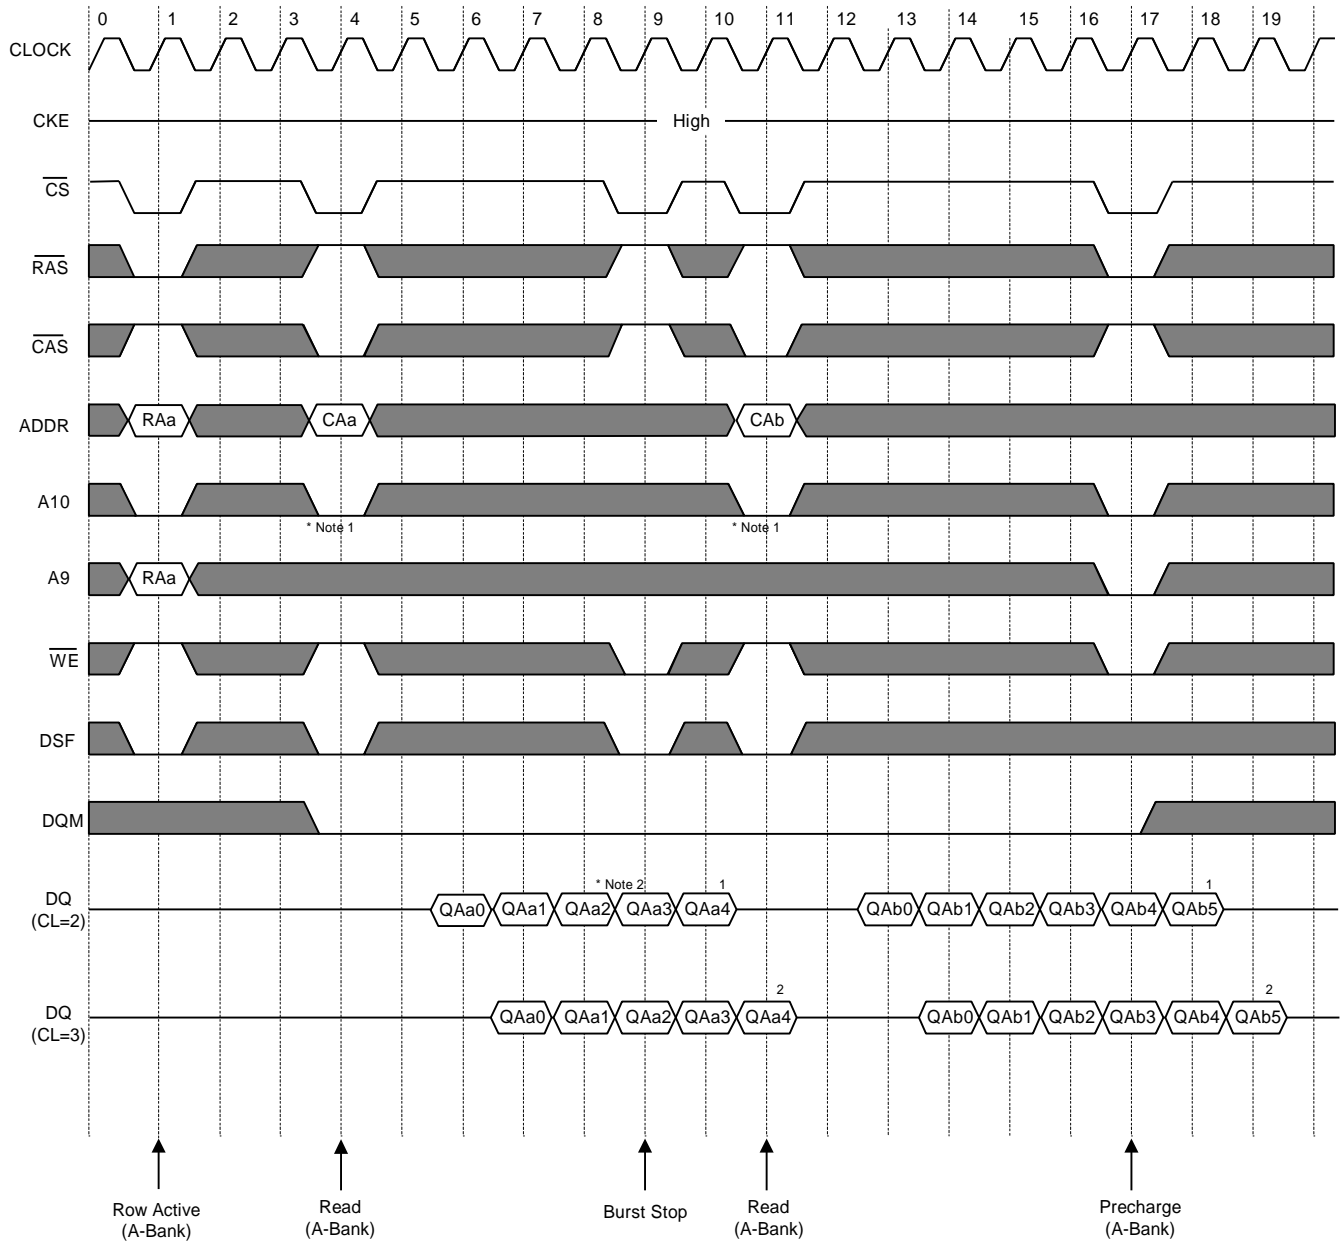 0 1 2 3 4 5 6 7 8 9 10 11 12 13 14 15 16 17 18 19
CLOCK
CKE High
CS
RAS
CAS
ADDR RAa CAa CAb
A10
* Note 1 * Note 1
A9 RAa
WE
DSF
DQM
* Note 2 1 1
DQ
(CL=2) QAa0 QAa1 QAa2 QAa3 QAa4 QAb0 QAb1 QAb2 QAb3 QAb4 QAb5
2 2
DQ
(CL=3) QAa0 QAa1 QAa2 QAa3 QAa4 QAb0 QAb1 QAb2 QAb3 QAb4 QAb5
Row Active
(A-Bank)
Read
(A-Bank)
Burst Stop
Read
(A-Bank)
Precharge
(A-Bank)